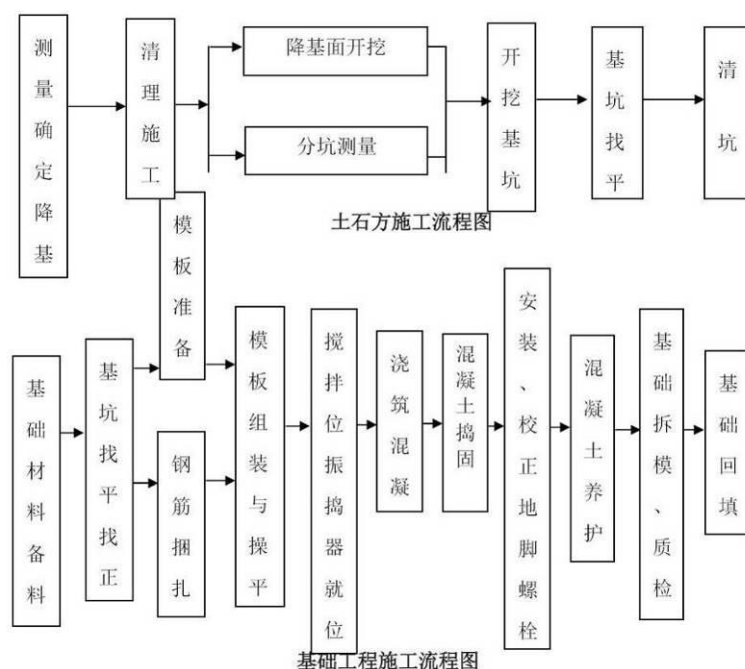 测量确定降基
清理施工
降基面开挖
分坑测量
开挖基坑
基坑找平
清坑
土石方施工流程图
基础材料备料
基坑找平找正
模板准备
钢筋捆扎
模板组装与操平
搅拌位振捣器就位
浇筑混凝
混凝土捣固
安装、校正地脚螺栓
混凝土养护
基础拆模、质检
基础回填
基础工程施工流程图